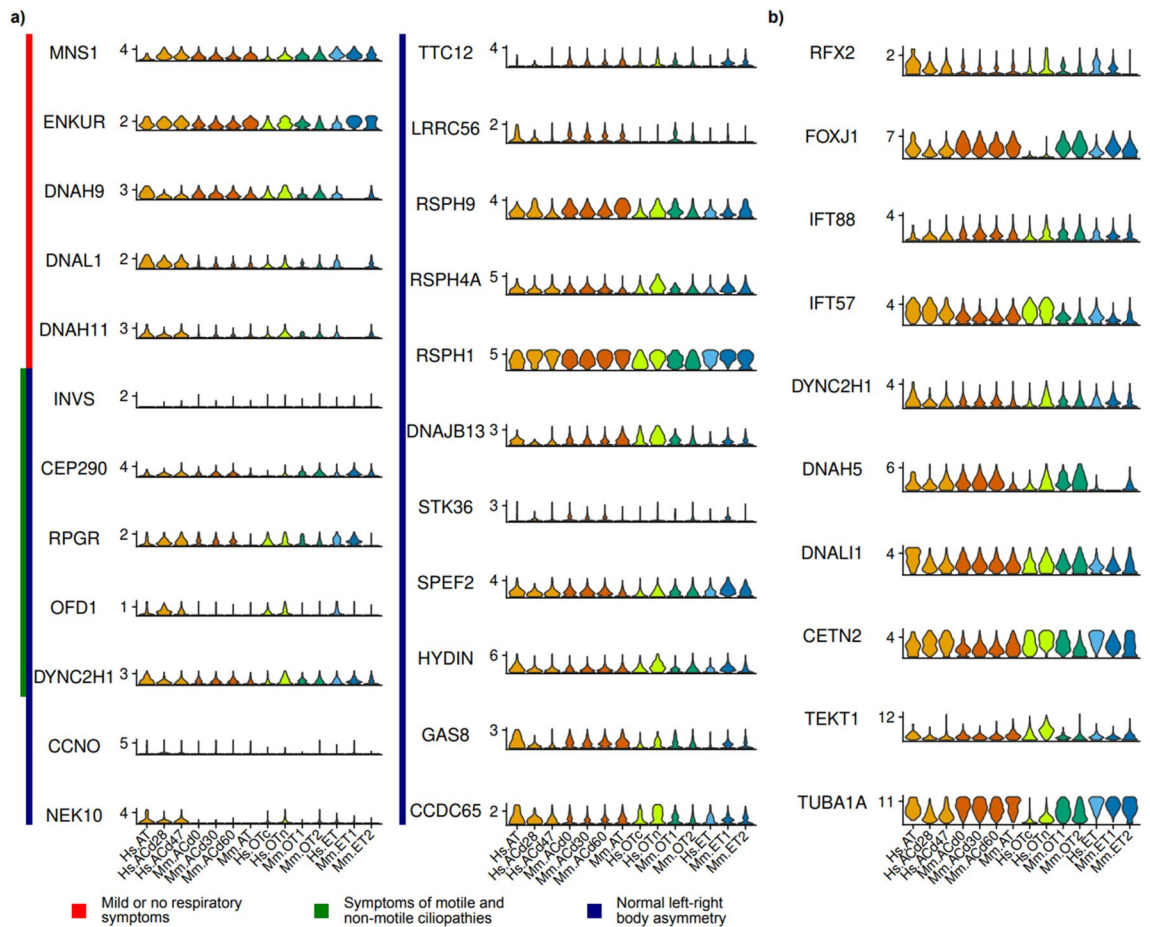 a)
MNS1 4
ENKUR 2
DNAH9 3
DNAL1 2
DNAH11 3
INVS 2
CEP290 4
RPGR 2
OFD1 1
DYNC2H1 3
CCNO 5
NEK10 4
Hs.AT
Hs.ACd28
Hs.ACd47
Mm.ACd0
Mm.ACd30
Mm.ACd60
Mm.AT
Hs.OTc
Hs.OTn
Mm.OT1
Mm.OT2
Hs.ET
Mm.ET1
Mm.ET2
TTC12 4
LRRC56 2
RSPH9 4
RSPH4A 5
RSPH1 5
DNAJB13 3
STK36 3
SPEF2 4
HYDIN 6
GAS8 3
CCDC65 2
Hs.AT
Hs.ACd28
Hs.ACd47
Mm.ACd0
Mm.ACd30
Mm.ACd60
Mm.AT
Hs.OTc
Hs.OTn
Mm.OT1
Mm.OT2
Hs.ET
Mm.ET1
Mm.ET2
b)
RFX2 2
FOXJ1 7
IFT88 4
IFT57 4
DYNC2H1 4
DNAH5 6
DNALI1 4
CETN2 4
TEKT1 12
TUBA1A 11
Hs.AT
Hs.ACd28
Hs.ACd47
Mm.ACd0
Mm.ACd30
Mm.ACd60
Mm.AT
Hs.OTc
Hs.OTn
Mm.OT1
Mm.OT2
Hs.ET
Mm.ET1
Mm.ET2
Mild or no respiratory
symptoms
Symptoms of motile and
non-motile ciliopathies
Normal left-right
body asymmetry